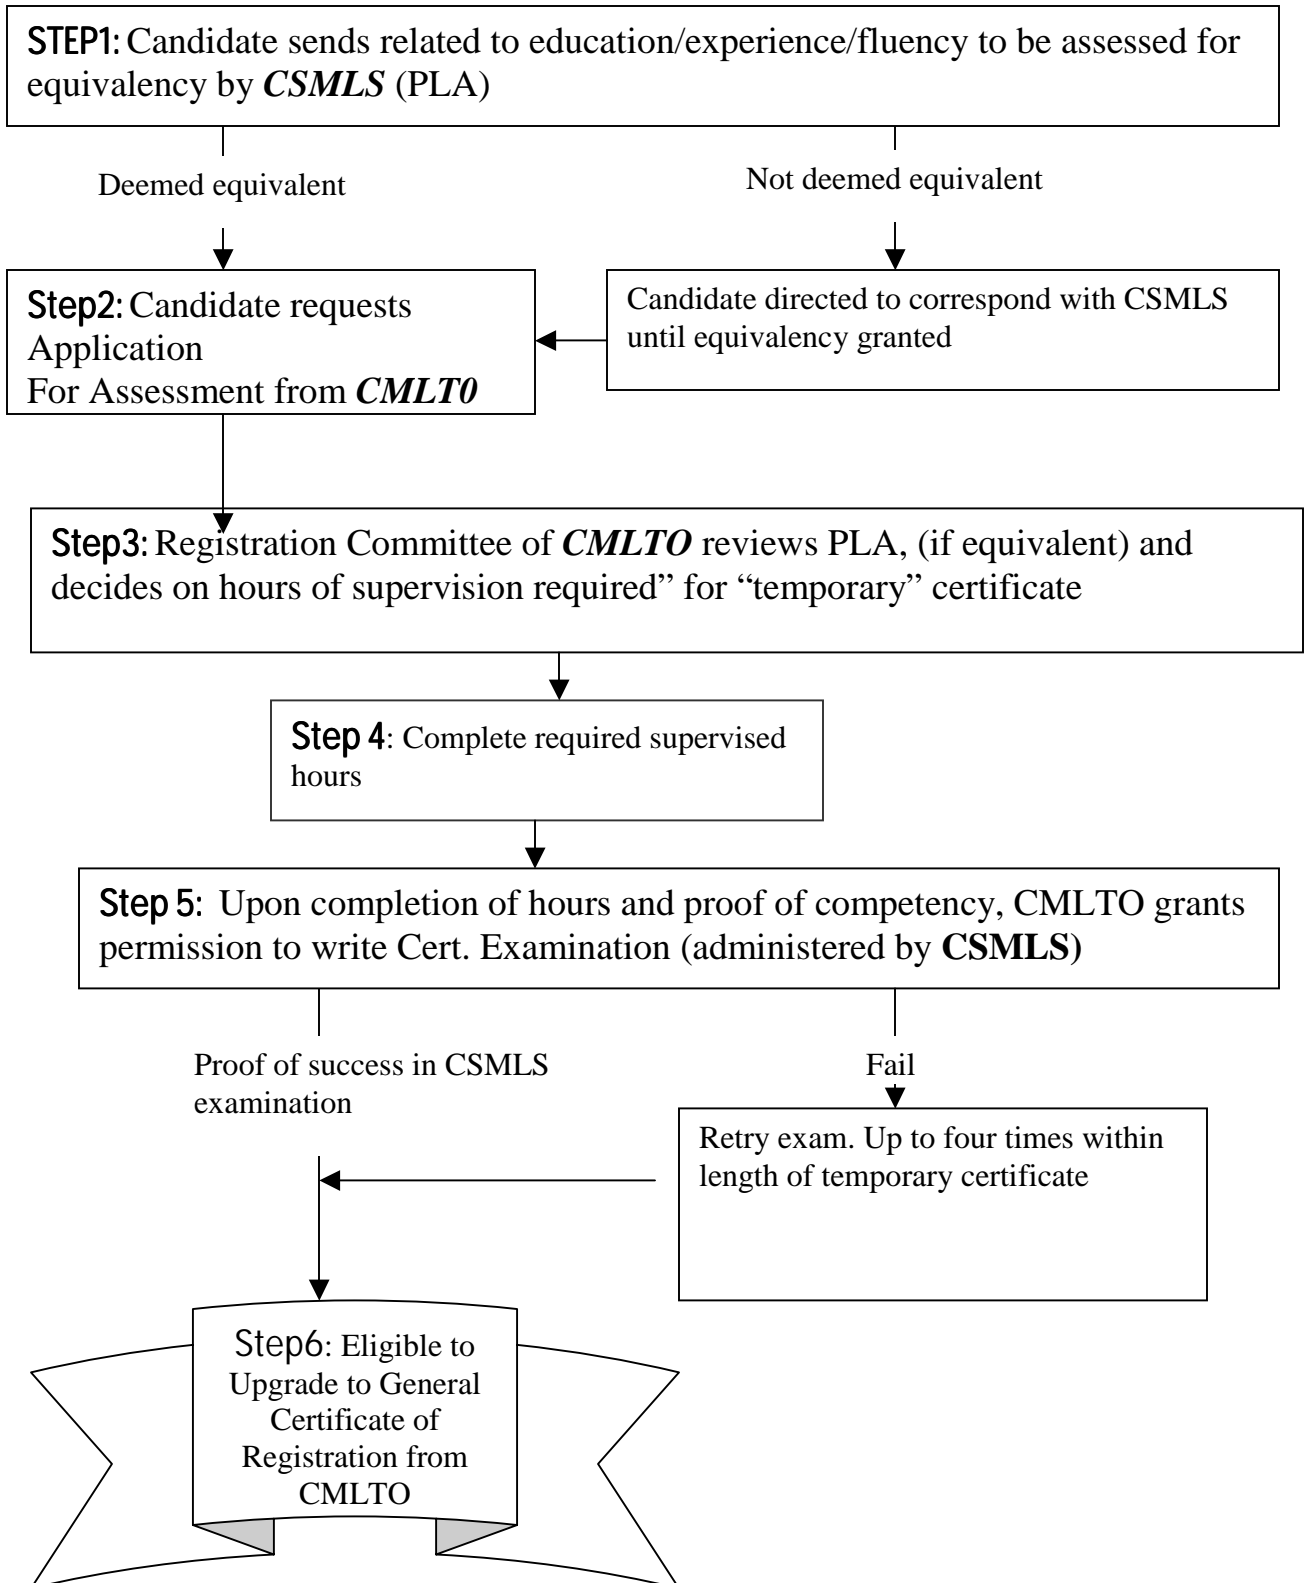 STEP1: Candidate sends related to education/experience/fluency to be assessed for
equivalency by CSMLS (PLA)
Deemed equivalent
Not deemed equivalent
Step2: Candidate requests
Application
For Assessment from CMLT0
Candidate directed to correspond with CSMLS
until equivalency granted
Step3: Registration Committee of CMLTO reviews PLA, (if equivalent) and
decides on hours of supervision required” for “temporary” certificate
Step 4: Complete required supervised
hours
Step 5: Upon completion of hours and proof of competency, CMLTO grants
permission to write Cert. Examination (administered by CSMLS)
Proof of success in CSMLS
examination
Fail
Retry exam. Up to four times within
length of temporary certificate
Step6: Eligible to
Upgrade to General
Certificate of
Registration from
CMLTO